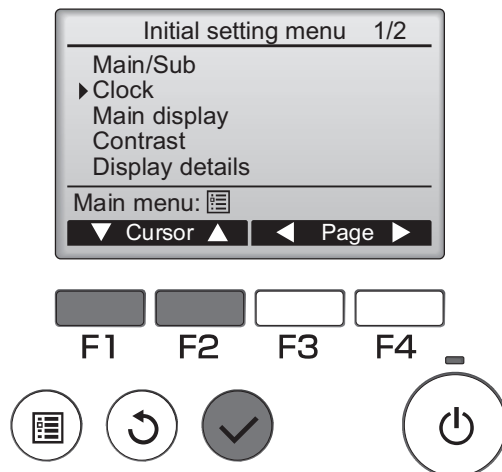 Initial setting menu 1/2
Main/Sub
▶Clock
Main display
Contrast
Display details
Main menu:
▼ Cursor ▲ ◀ Page ▶
F1 F2 F3 F4